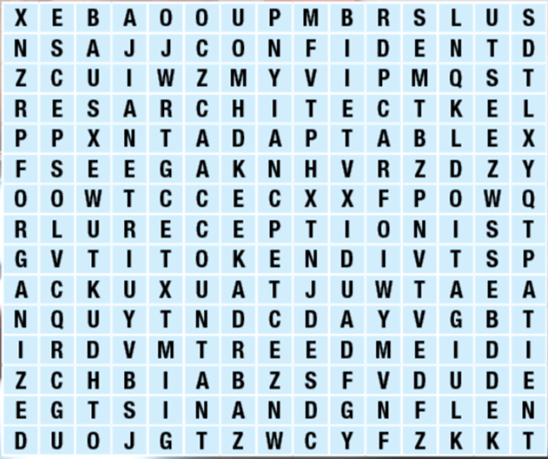 X E B A O O U P M B R S L U S
N S A J J C O N F I D E N T D
Z C U I W Z M Y V I P M Q S T
R E S A R C H I T E C T K E L
P P X N T A D A P T A B L E X
F S E E G A K N H V R Z D Z Y
O O W T C C E C X X F P O W Q
R L U R E C E P T I O N I S T
G V T I T O K E N D I V T S P
A C K U X U A T J U W T A E A
N Q U Y T N D C D A Y V G B T
I R D V M T R E E D M E I D I
Z C H B I A B Z S F V D U D E
E G T S I N A N D G N F L E N
D U O J G T Z W C Y F Z K K T